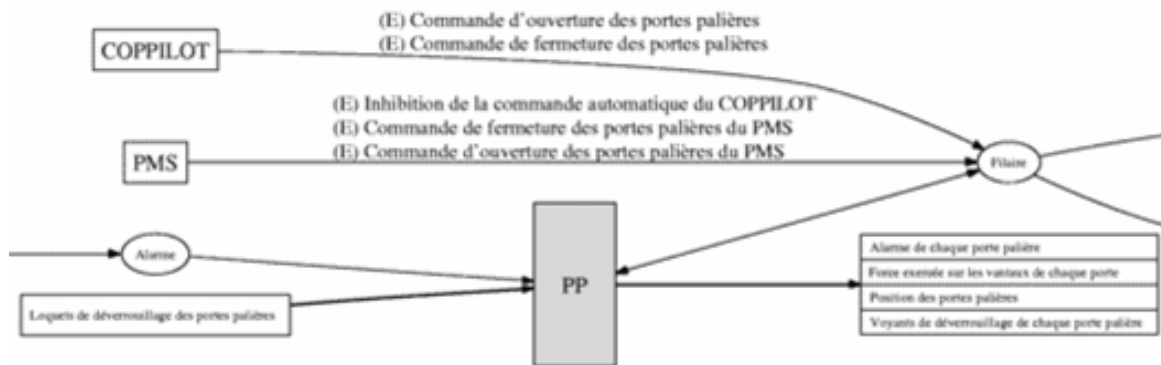 (E) Commande d'ouverture des portes palières
(E) Commande de fermeture des portes palières
COPPILOT
(E) Inhibition de la commande automatique du COPPILOT
(E) Commande de fermeture des portes palières du PMS
(E) Commande d'ouverture des portes palières du PMS
PMS
Filaire
Alarme
Loquets de déverrouillage des portes palières
PP
Alarme de chaque porte palière
Force exercée sur les vantaux de chaque porte
Position des portes palières
Voyants de déverrouillage de chaque porte palière